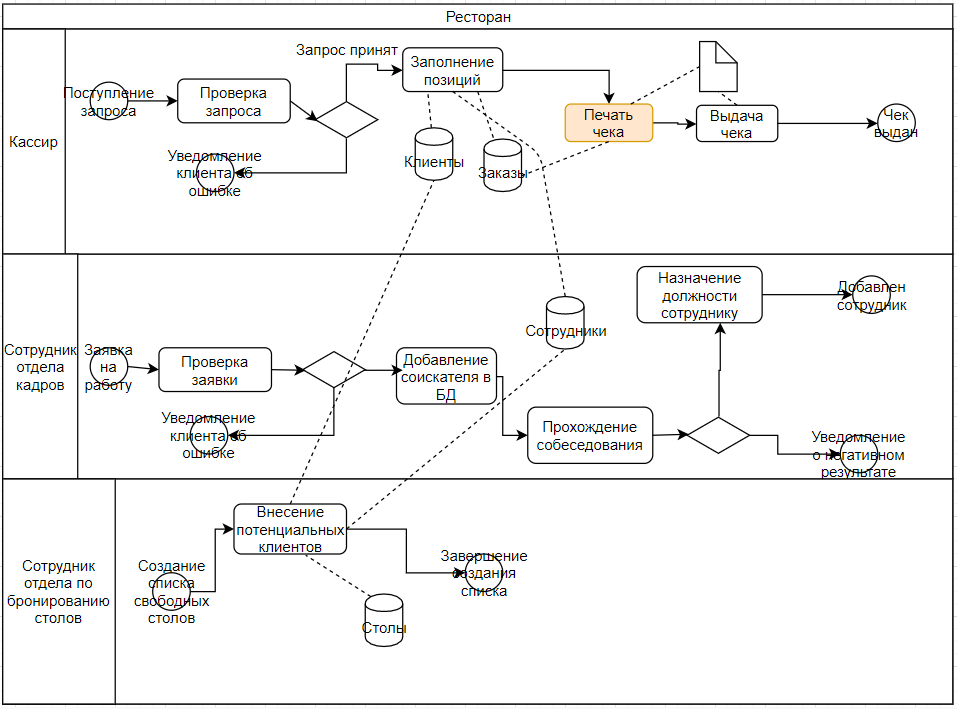 Ресторан
Кассир
Поступление
запроса
Проверка
запроса
Запрос принят
Уведомление
клиента об
ошибке
Заполнение
позиций
Клиенты
Заказы
Печать
чека
Выдача
чека
Чек
выдан
Сотрудник
отдела
кадров
Заявка
на
работу
Проверка
заявки
Уведомление
клиента об
ошибке
Добавление
соискателя в
БД
Сотрудники
Прохождение
собеседования
Назначение
должности
сотруднику
Добавлен
сотрудник
Уведомление
о негативном
результате
Сотрудник
отдела по
бронированию
столов
Создание
списка
свободных
столов
Внесение
потенциальных
клиентов
Столы
Завершение
создания
списка